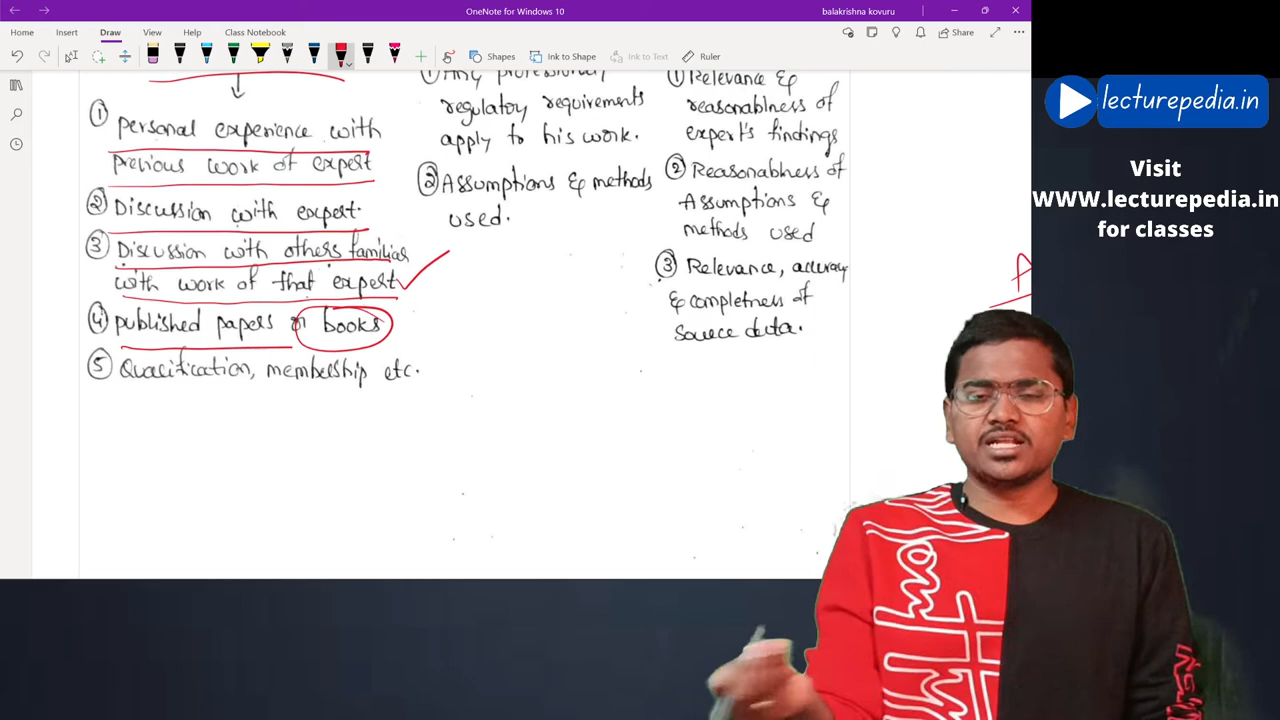 OneNote for Windows 10
balakrishna kovuru
Home
Insert
Draw
View
Help
Class Notebook
Share
Shapes
Ink to Shape
Ink to Text
Ruler
① personal experience with
previous work of expert
② Discussion with expert.
③ Discussion with others familiar
with work of that expert
④ published papers or books
⑤ Qualification, membership etc.
① Any professional,
regulatory requirements
apply to his work.
② Assumptions & methods
used.
① Relevance &
reasonablness of
expert's findings
② Reasonablness of
Assumptions &
methods used
③ Relevance, accuracy
& completness of
Source data.
A
lecturepedia.in
Visit
WWW.lecturepedia.in
for classes